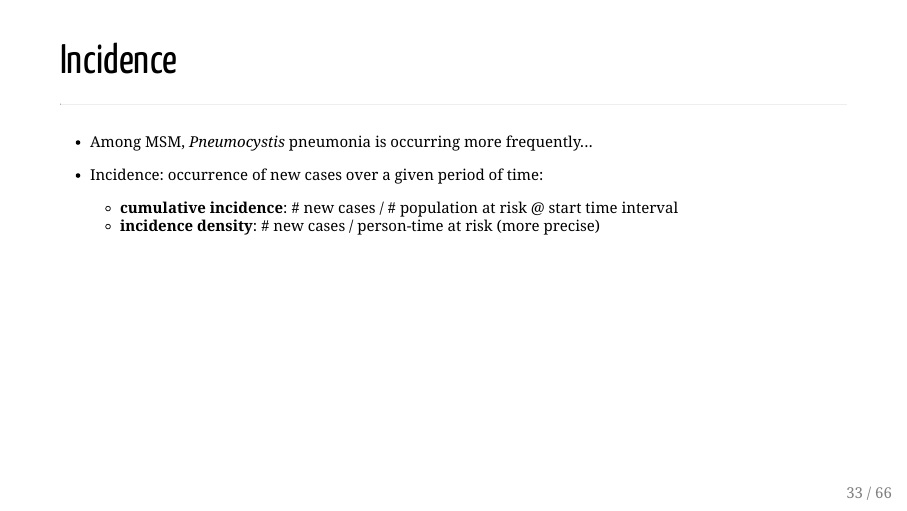 Incidence
• Among MSM, Pneumocystis pneumonia is occurring more frequently...
• Incidence: occurrence of new cases over a given period of time:
◦ cumulative incidence: # new cases / # population at risk @ start time interval
◦ incidence density: # new cases / person-time at risk (more precise)
33 / 66